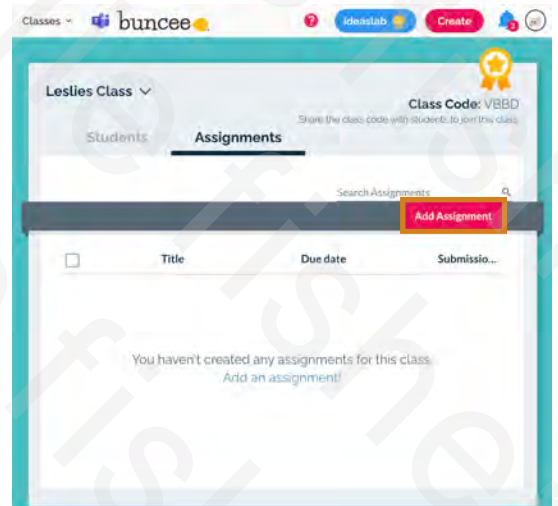 Classes buncee ? ideaslab Create
Leslies Class
Class Code: VBBD
Share the class code with students to join this class
Students Assignments
Search Assignments
Add Assignment
Title Due date Submissio...
You haven't created any assignments for this class.
Add an assignment!